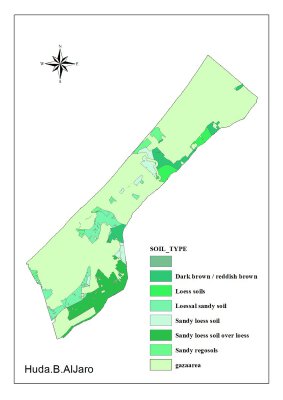 N
W
E
S
SOIL_TYPE
Dark brown / reddish brown
Loess soils
Loessal sandy soil
Sandy loess soil
Sandy loess soil over loess
Sandy regosols
gazaarea
Huda.B.AlJaro